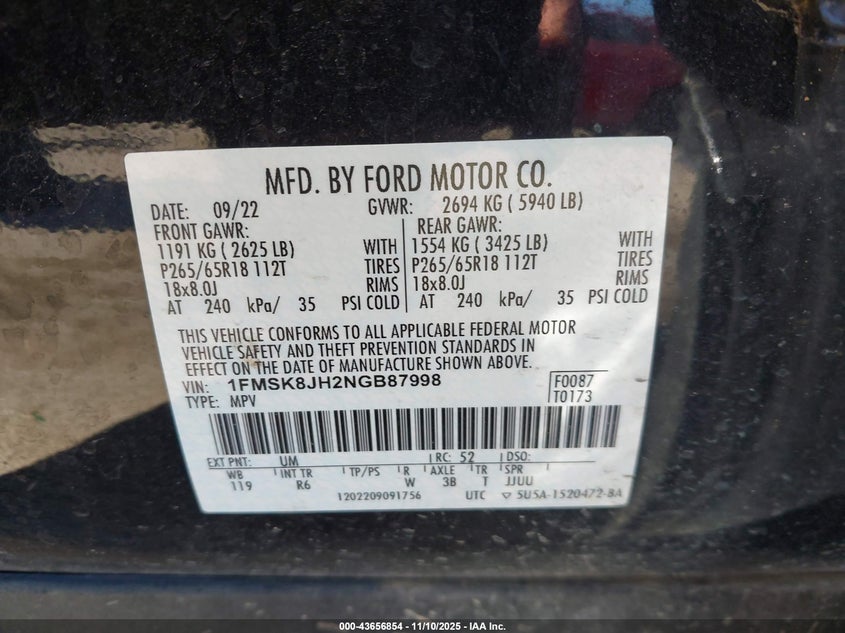 MFD. BY FORD MOTOR CO.
DATE: 09/22 GVWR: 2694 KG ( 5940 LB)
FRONT GAWR: REAR GAWR:
1191 KG ( 2625 LB) WITH 1554 KG ( 3425 LB) WITH
P265/65R18 112T TIRES P265/65R18 112T TIRES
18x8.0J RIMS 18x8.0J RIMS
AT 240 kPa/ 35 PSI COLD AT 240 kPa/ 35 PSI COLD
THIS VEHICLE CONFORMS TO ALL APPLICABLE FEDERAL MOTOR
VEHICLE SAFETY AND THEFT PREVENTION STANDARDS IN
EFFECT ON THE DATE OF MANUFACTURE SHOWN ABOVE.
VIN: 1FMSK8JH2NGB87998 F0087
TYPE: MPV T0173
EXT PNT: UM RC: 52 DSO:
WB INT TR TP/PS R AXLE TR SPR
119 R6 W 3B T JJUU
1202209091756 UTC ▽ 5U5A-1520472-BA
000-43656854 | 11/10/2025 - IAA Inc.